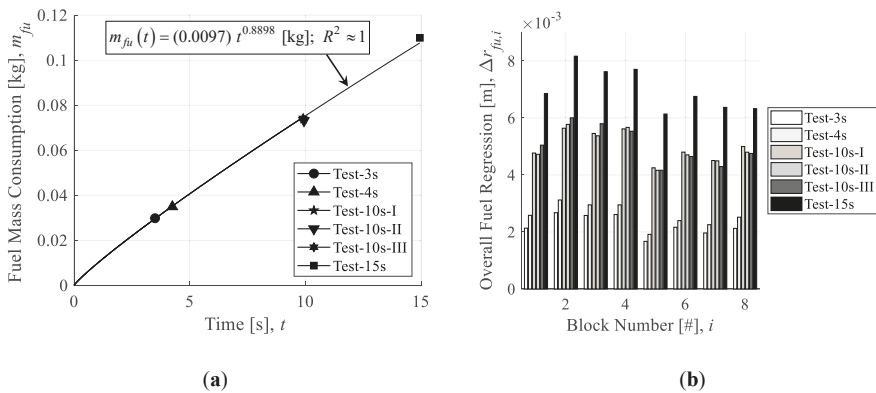 m_fu (t) = (0.0097) t^0.8898 [kg]; R² ≈ 1
Fuel Mass Consumption [kg], m_fu
0.12
0.1
0.08
0.06
0.04
0.02
0
0
5
10
15
Time [s], t
Test-3s
Test-4s
Test-10s-I
Test-10s-II
Test-10s-III
Test-15s
(a)
×10⁻³
Overall Fuel Regression [m], Δr_fu,i
8
6
4
2
0
2
4
6
8
Block Number [#], i
Test-3s
Test-4s
Test-10s-I
Test-10s-II
Test-10s-III
Test-15s
(b)